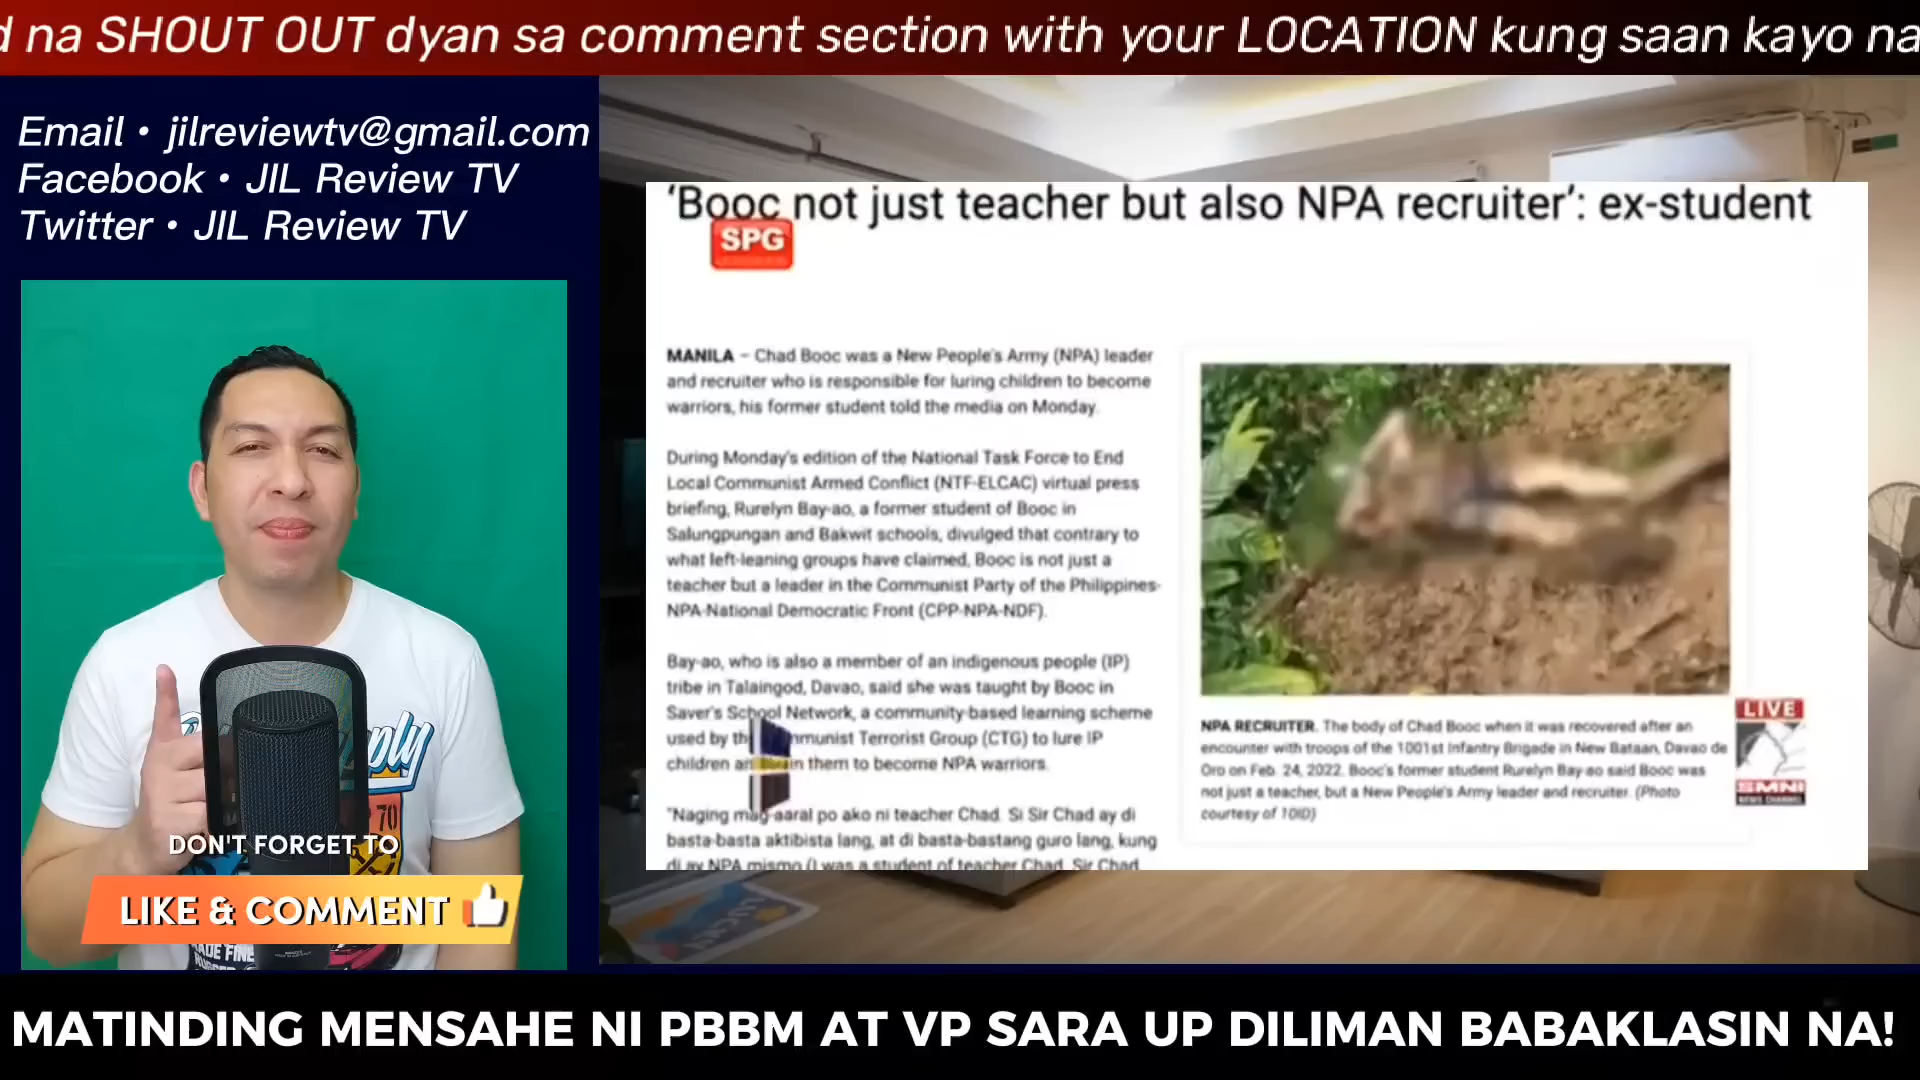 na SHOUT OUT dyan sa comment section with your LOCATION kung saan kayo na
Email • jilreviewtv@gmail.com
Facebook • JIL Review TV
Twitter • JIL Review TV
'Booc not just teacher but also NPA recruiter': ex-student
SPG
MANILA – Chad Booc was a New People's Army (NPA) leader
and recruiter who is responsible for luring children to become
warriors, his former student told the media on Monday.
During Monday's edition of the National Task Force to End
Local Communist Armed Conflict (NTF-ELCAC) virtual press
briefing, Rurelyn Bay-ao, a former student of Booc in
Salungpungan and Bakwit schools, divulged that contrary to
what left-leaning groups have claimed, Booc is not just a
teacher but a leader in the Communist Party of the Philippines-
NPA-National Democratic Front (CPP-NPA-NDF).
Bay-ao, who is also a member of an indigenous people (IP)
tribe in Talaingod, Davao, said she was taught by Booc in
Saver's School Network, a community-based learning scheme
used by Terrorist Group (CTG) to lure IP
children them to become NPA warriors.
"Naging mag-aaral po ako ni teacher Chad. Si Sir Chad ay di
basta-basta aktibista lang, at di basta-bastang guro lang, kung
di ay NPA mismo (I was a student of teacher Chad. Sir Chad
NPA RECRUITER. The body of Chad Booc when it was recovered after an
encounter with troops of the 1001st Infantry Brigade in New Bataan, Davao de
Oro on Feb. 24, 2022. Booc's former student Rurelyn Bay-ao said Booc was
not just a teacher, but a New People's Army leader and recruiter. (Photo
courtesy of 10ID)
LIVE
SMNI
NEWS CHANNEL
70
DON'T FORGET TO
LIKE & COMMENT
MATINDING MENSAHE NI PBBM AT VP SARA UP DILIMAN BABAKLASIN NA!